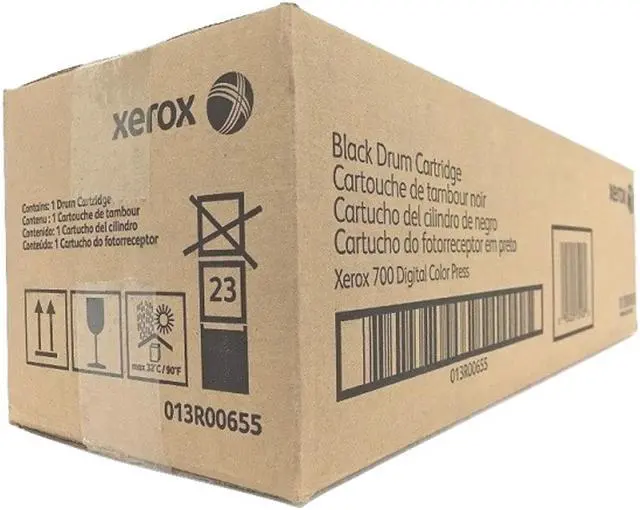 xerox
Contains: 1 Drum Cartridge
Contenu : 1 Cartouche de tambour
Contenido: 1 Cartucho del cilindro
Conteúdo: 1 Cartucho do fotorreceptor
23
max 32°C / 90°F
013R00655
Black Drum Cartridge
Cartouche de tambour noir
Cartucho del cilindro de negro
Cartucho do fotorreceptor em preto
Xerox 700 Digital Color Press
013R00655
xerox